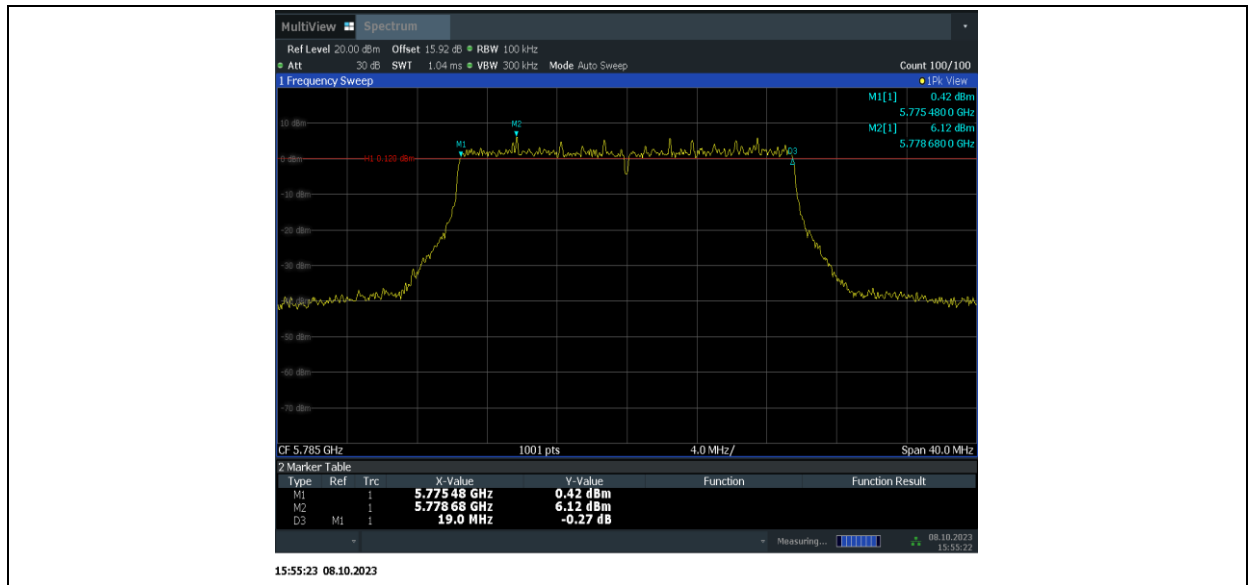 MultiView Spectrum
Ref Level 20.00 dBm Offset 15.92 dB RBW 100 kHz
Att 30 dB SWT 1.04 ms VBW 300 kHz Mode Auto Sweep Count 100/100
1 Frequency Sweep 1Pk View
M1[1] 0.42 dBm
5.775 480 0 GHz
M2[1] 6.12 dBm
5.778 680 0 GHz
10 dBm
M2
M1
0 dBm H1 0.120 dBm D3
-10 dBm
-20 dBm
-30 dBm
-40 dBm
-50 dBm
-60 dBm
-70 dBm
CF 5.785 GHz 1001 pts 4.0 MHz/ Span 40.0 MHz
2 Marker Table
Type Ref Trc X-Value Y-Value Function Function Result
M1 1 5.775 48 GHz 0.42 dBm
M2 1 5.778 68 GHz 6.12 dBm
D3 M1 1 19.0 MHz -0.27 dB
Measuring... 08.10.2023
15:55:22
15:55:23 08.10.2023